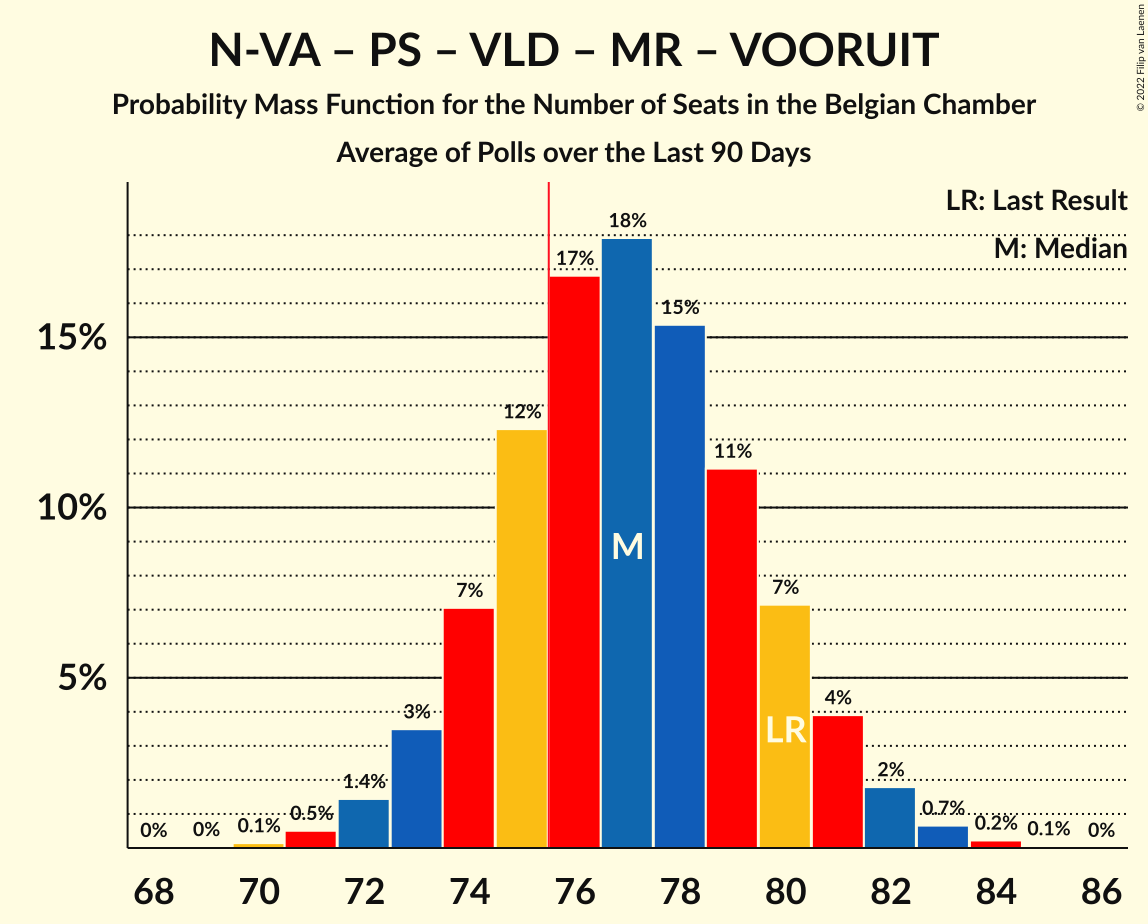 N-VA – PS – VLD – MR – VOORUIT
Probability Mass Function for the Number of Seats in the Belgian Chamber
Average of Polls over the Last 90 Days
© 2022 Filip van Laenen
LR: Last Result
M: Median
15%
10%
5%
0%
0%
0.1%
0.5%
1.4%
3%
7%
12%
17%
18%
15%
11%
7%
4%
2%
0.7%
0.2%
0.1%
0%
M
LR
68 70 72 74 76 78 80 82 84 86